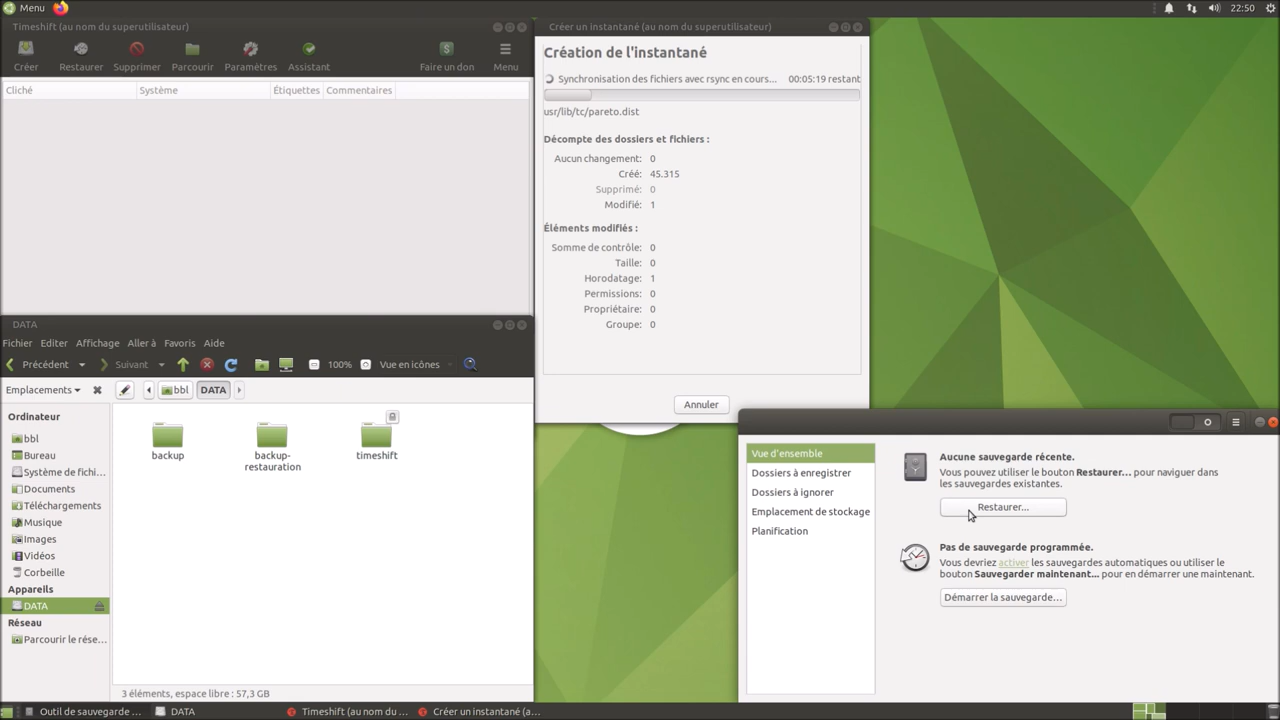 Menu
22:50
Timeshift (au nom du superutilisateur)
Créer
Restaurer
Supprimer
Parcourir
Paramètres
Assistant
Faire un don
Menu
Cliché
Système
Étiquettes
Commentaires
Créer un instantané (au nom du superutilisateur)
Création de l'instantané
Synchronisation des fichiers avec rsync en cours... 00:05:19 restant
usr/lib/tc/pareto.dist
Décompte des dossiers et fichiers :
Aucun changement: 0
Créé: 45.315
Supprimé: 0
Modifié: 1
Éléments modifiés :
Somme de contrôle: 0
Taille: 0
Horodatage: 1
Permissions: 0
Propriétaire: 0
Groupe: 0
Annuler
DATA
Fichier Editer Affichage Aller à Favoris Aide
Précédent
Suivant
100%
Vue en icônes
Emplacements
bbl
DATA
Ordinateur
bbl
Bureau
Système de fichi...
Documents
Téléchargements
Musique
Images
Vidéos
Corbeille
Appareils
DATA
Réseau
Parcourir le rése...
backup
backup-
restauration
timeshift
3 éléments, espace libre : 57,3 GB
Vue d'ensemble
Dossiers à enregistrer
Dossiers à ignorer
Emplacement de stockage
Planification
Aucune sauvegarde récente.
Vous pouvez utiliser le bouton Restaurer... pour naviguer dans
les sauvegardes existantes.
Restaurer...
Pas de sauvegarde programmée.
Vous devriez activer les sauvegardes automatiques ou utiliser le
bouton Sauvegarder maintenant... pour en démarrer une maintenant.
Démarrer la sauvegarde...
Outil de sauvegarde ...
DATA
Timeshift (au nom du ...
Créer un instantané (a...